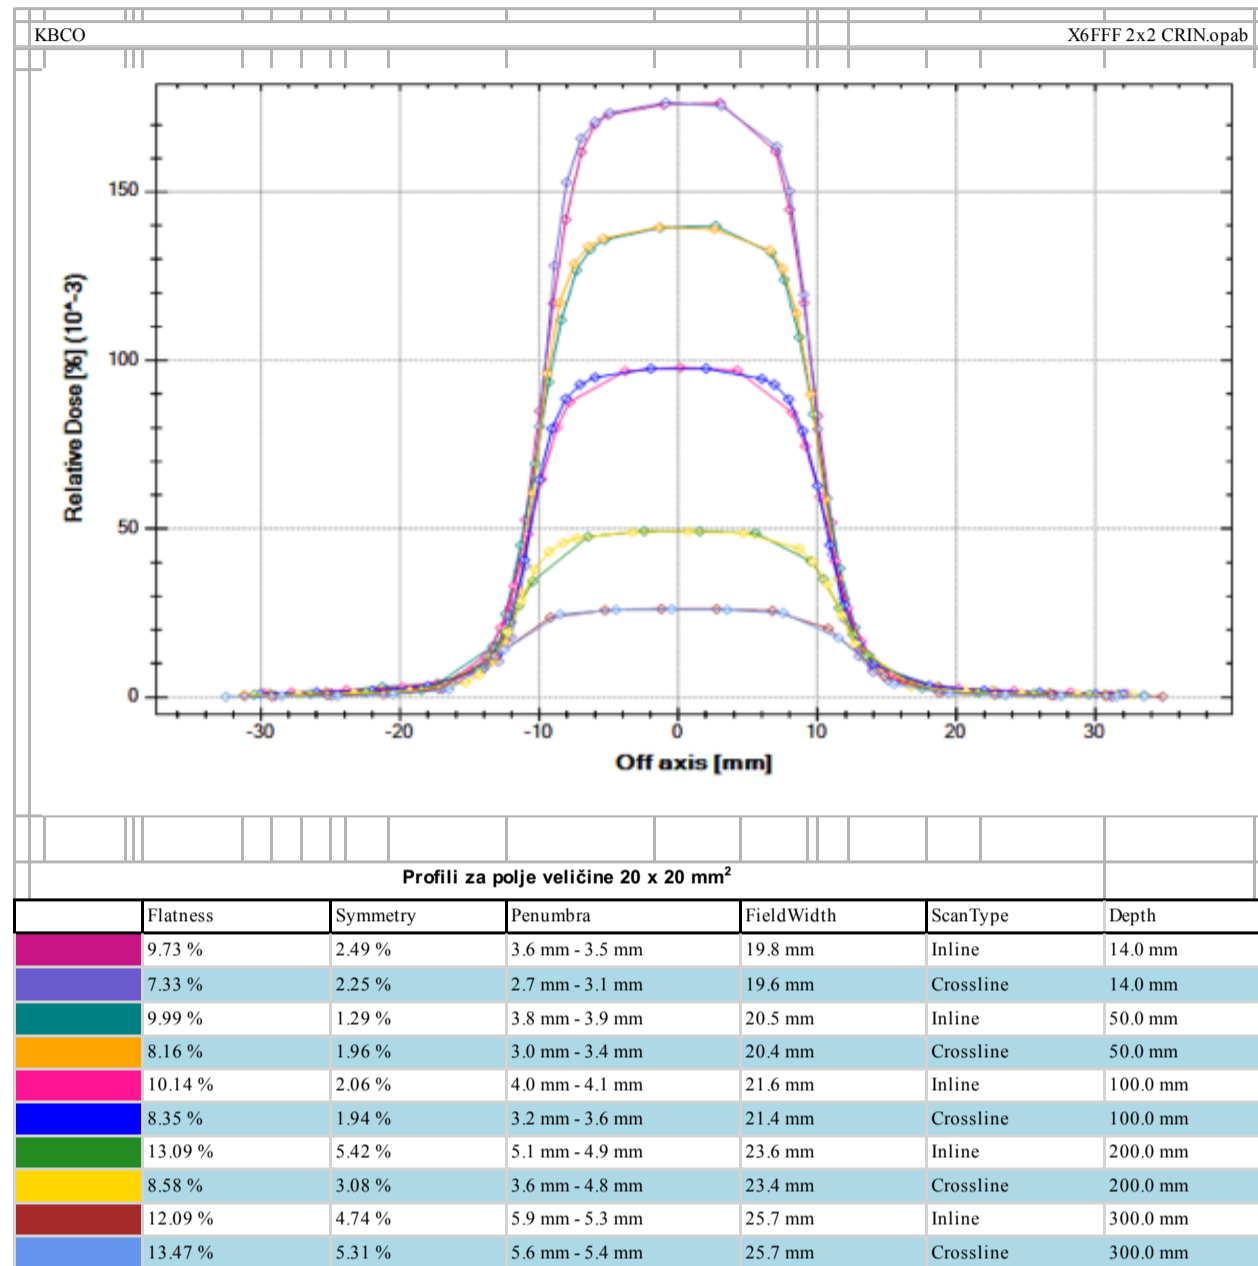 KBCO X6FFF 2x2 CRIN.opab
Relative Dose [%] (10^-3)
150
100
50
0
-30 -20 -10 0 10 20 30
Off axis [mm]
Profili za polje veličine 20 x 20 mm²
Flatness Symmetry Penumbra FieldWidth ScanType Depth
9.73 % 2.49 % 3.6 mm - 3.5 mm 19.8 mm Inline 14.0 mm
7.33 % 2.25 % 2.7 mm - 3.1 mm 19.6 mm Crossline 14.0 mm
9.99 % 1.29 % 3.8 mm - 3.9 mm 20.5 mm Inline 50.0 mm
8.16 % 1.96 % 3.0 mm - 3.4 mm 20.4 mm Crossline 50.0 mm
10.14 % 2.06 % 4.0 mm - 4.1 mm 21.6 mm Inline 100.0 mm
8.35 % 1.94 % 3.2 mm - 3.6 mm 21.4 mm Crossline 100.0 mm
13.09 % 5.42 % 5.1 mm - 4.9 mm 23.6 mm Inline 200.0 mm
8.58 % 3.08 % 3.6 mm - 4.8 mm 23.4 mm Crossline 200.0 mm
12.09 % 4.74 % 5.9 mm - 5.3 mm 25.7 mm Inline 300.0 mm
13.47 % 5.31 % 5.6 mm - 5.4 mm 25.7 mm Crossline 300.0 mm